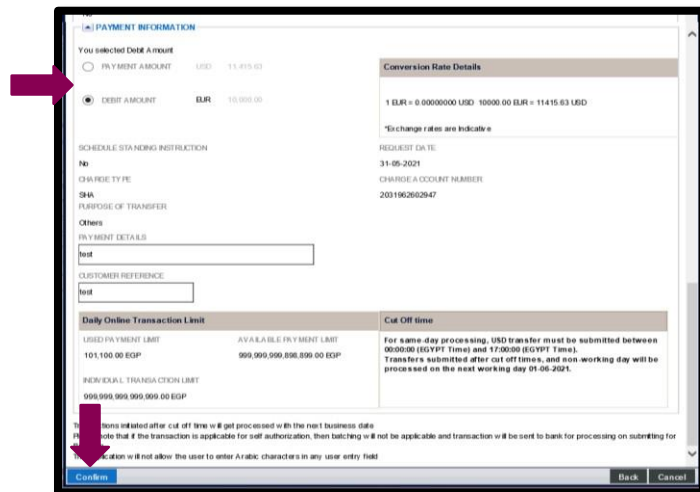 No
PAYMENT INFORMATION
You selected Debit Amount
PAYMENT AMOUNT USD 11,415.63
Conversion Rate Details
DEBIT AMOUNT EUR 10,000.00
1 EUR = 0.00000000 USD 10000.00 EUR = 11415.63 USD
*Exchange rates are Indicative
SCHEDULE STANDING INSTRUCTION
REQUEST DATE
No
31-05-2021
CHARGE TYPE
CHARGE ACCOUNT NUMBER
SHA
2031962602947
PURPOSE OF TRANSFER
Others
PAYMENT DETAILS
test
CUSTOMER REFERENCE
test
Daily Online Transaction Limit
Cut Off time
USED PAYMENT LIMIT
AVAILABLE PAYMENT LIMIT
101,100.00 EGP
999,999,999,898,899.00 EGP
INDIVIDUAL TRANSACTION LIMIT
999,999,999,999,999.00 EGP
For same-day processing, USD transfer must be submitted between
00:00:00 (EGYPT Time) and 17:00:00 (EGYPT Time).
Transfers submitted after cut off times, and non-working day will be
processed on the next working day 01-06-2021.
initiated after cut off time will get processed with the next business date
note that if the transaction is applicable for self authorization, then batching will not be applicable and transaction will be sent to bank for processing on submitting for
will not allow the user to enter Arabic characters in any user entry field
Confirm
Back Cancel